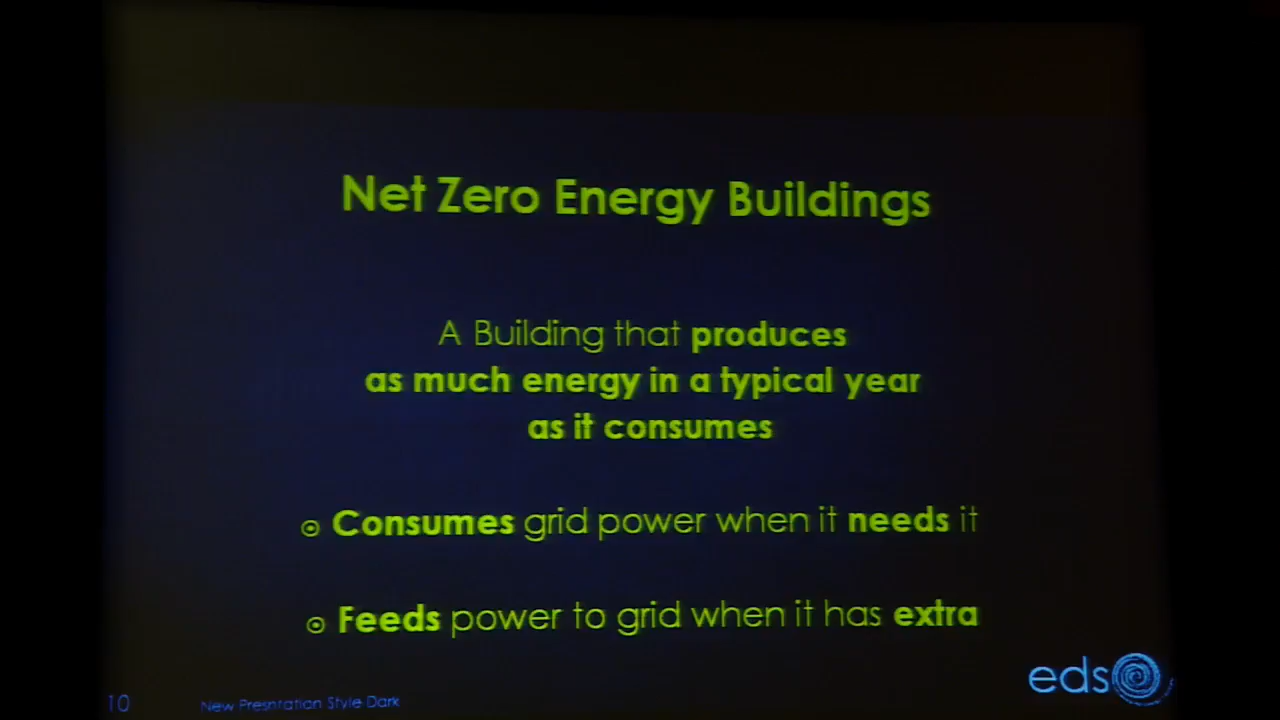 Net Zero Energy Buildings
A Building that produces
as much energy in a typical year
as it consumes
Consumes grid power when it needs it
Feeds power to grid when it has extra
eds
10 New Presntation Style Dark